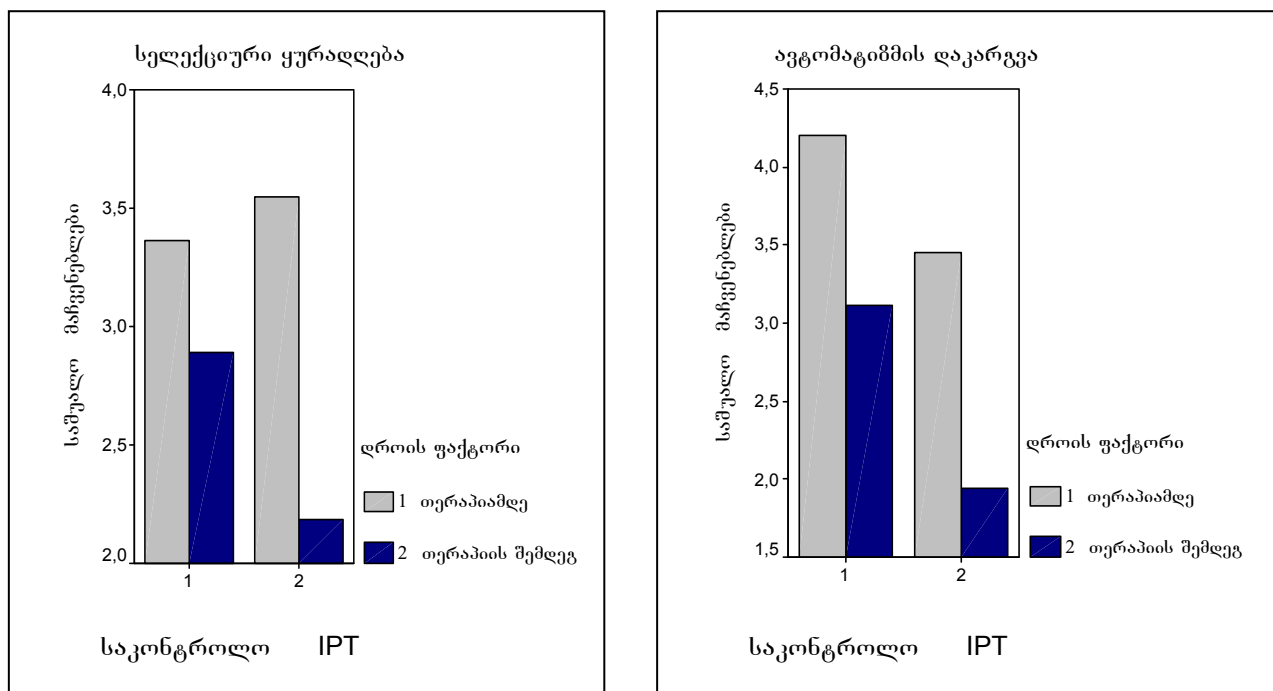 სელექციური ყურადღება
4,0
3,5
3,0
2,5
2,0
საშუალო მაჩვენებლები
1
2
დროის ფაქტორი
1 თერაპიამდე
2 თერაპიის შემდეგ
საკონტროლო IPT
ავტომატიზმის დაკარგვა
4,5
4,0
3,5
3,0
2,5
2,0
1,5
საშუალო მაჩვენებლები
1
2
დროის ფაქტორი
1 თერაპიამდე
2 თერაპიის შემდეგ
საკონტროლო IPT